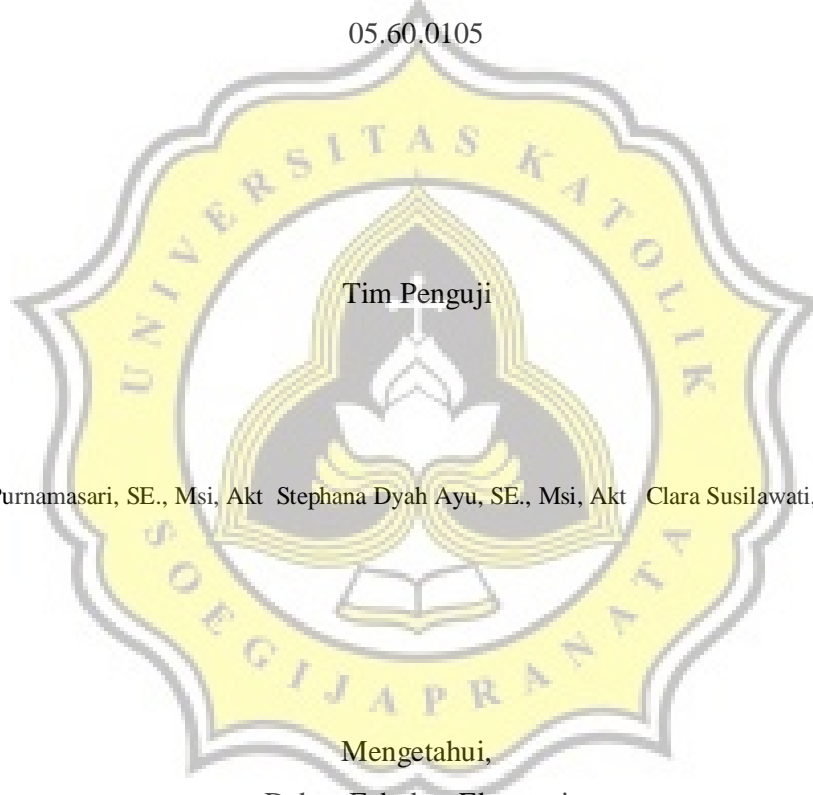 05.60.0105
UNIVERSITAS KATOLIK
Tim Penguji
Purnamasari, SE., Msi, Akt Stephana Dyah Ayu, SE., Msi, Akt Clara Susilawati,
SOEGIJAPRANATA
Mengetahui,